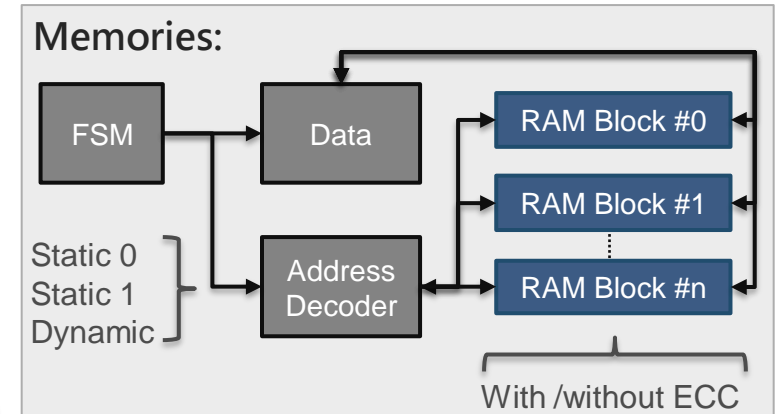 Memories:
FSM
Data
RAM Block #0
RAM Block #1
Static 0
Static 1
Dynamic
Address
Decoder
RAM Block #n
With /without ECC